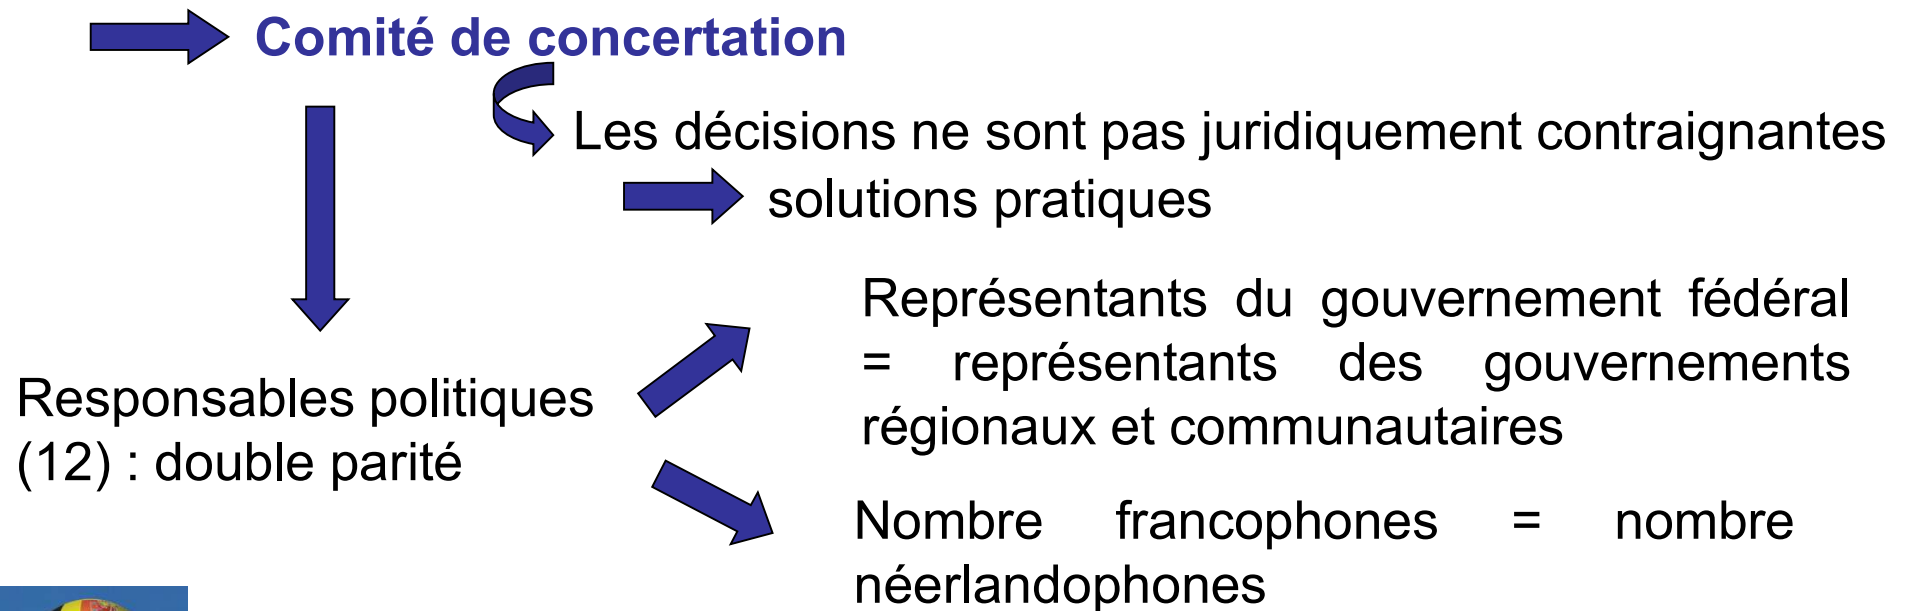 Comité de concertation
Les décisions ne sont pas juridiquement contraignantes
solutions pratiques
Représentants du gouvernement fédéral
= représentants des gouvernements
régionaux et communautaires
Responsables politiques
(12) : double parité
Nombre francophones = nombre
néerlandophones